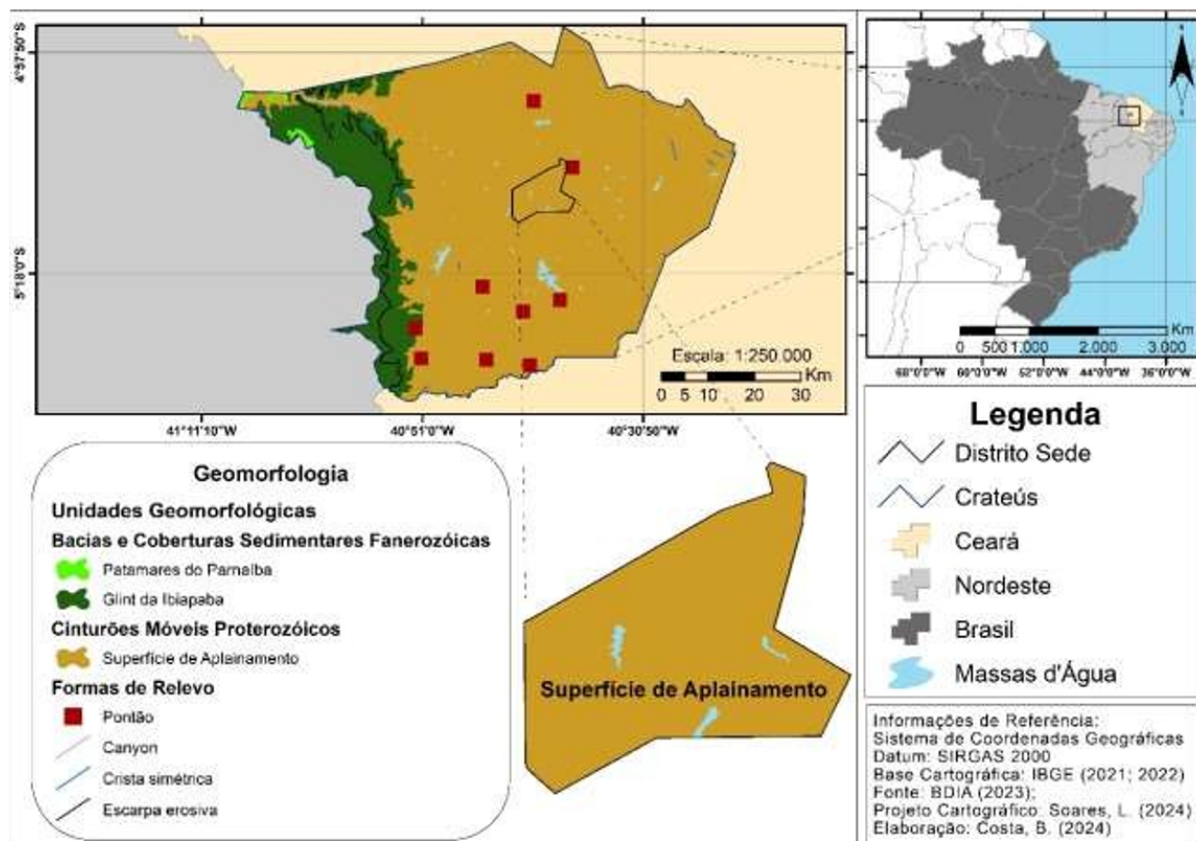 4°57'50"S
5°18'0"S
Escala: 1:250.000
Km
0 5 10 20 30
41°11'10"W
40°51'0"W
40°30'50"W
Km
0 500 1.000 2.000 3.000
68°0'0"W 60°0'0"W 52°0'0"W 44°0'0"W 36°0'0"W
Geomorfologia
Unidades Geomorfológicas
Bacias e Coberturas Sedimentares Fanerozóicas
Patamares do Parnaíba
Glint da Ibiapaba
Cinturões Móveis Proterozóicos
Superfície de Aplainamento
Formas de Relevo
Pontão
Canyon
Crista simétrica
Escarpa erosiva
Superfície de Aplainamento
Legenda
Distrito Sede
Crateús
Ceará
Nordeste
Brasil
Massas d'Água
Informações de Referência:
Sistema de Coordenadas Geográficas
Datum: SIRGAS 2000
Base Cartográfica: IBGE (2021; 2022)
Fonte: BDIA (2023);
Projeto Cartográfico: Soares, L. (2024)
Elaboração: Costa, B. (2024)